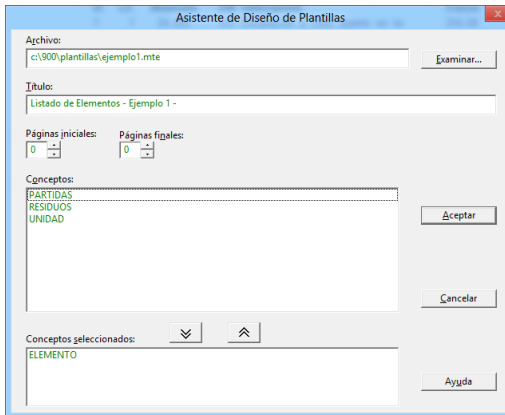 Asistente de Diseño de Plantillas
x
Archivo:
c:\900\plantillas\ejemplo1.mte
Examinar...
Título:
Listado de Elementos - Ejemplo 1 -
Páginas iniciales:
Páginas finales:
0
0
Conceptos:
PARTIDAS
RESIDUOS
UNIDAD
Aceptar
Cancelar
Conceptos seleccionados:
ELEMENTO
Ayuda